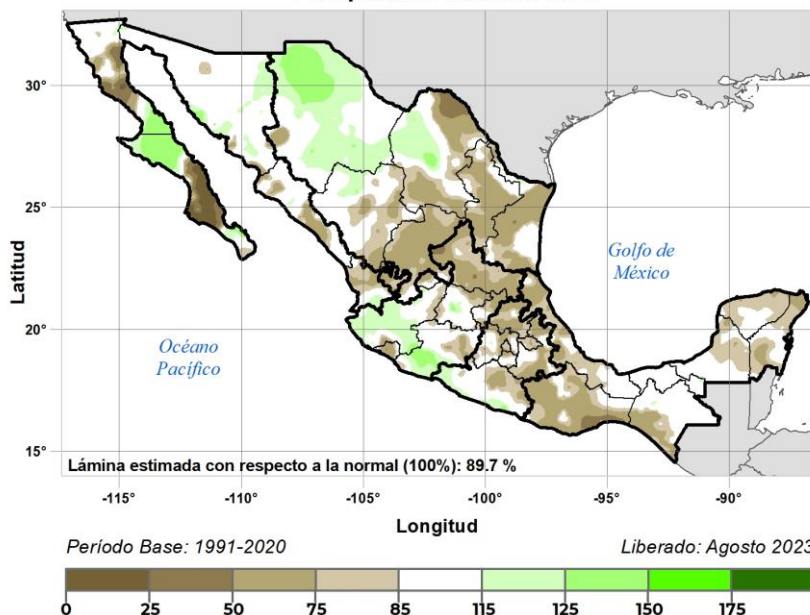 30°
25°
20°
15°
Latitud
Golfo de
México
Océano
Pacífico
Lámina estimada con respecto a la normal (100%): 89.7 %
-115° -110° -105° -100° -95° -90°
Longitud
Período Base: 1991-2020 Liberado: Agosto 2023
0 25 50 75 85 115 125 150 175